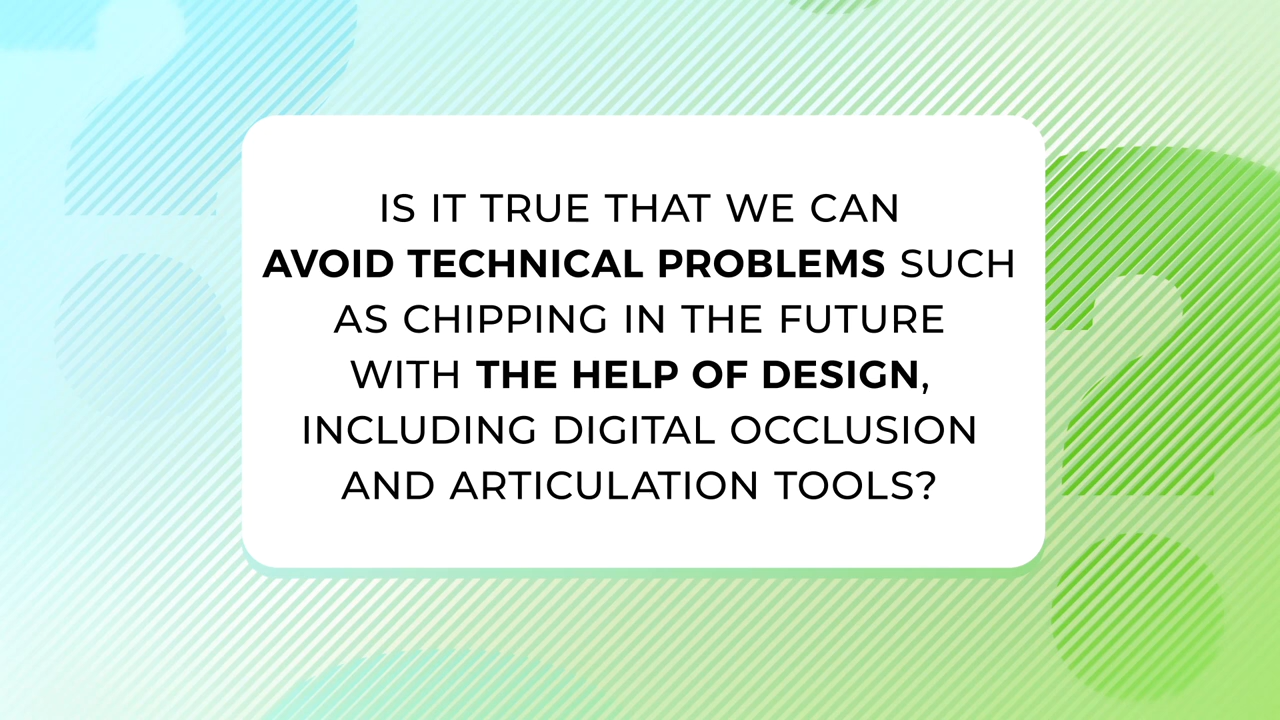 IS IT TRUE THAT WE CAN
AVOID TECHNICAL PROBLEMS SUCH
AS CHIPPING IN THE FUTURE
WITH THE HELP OF DESIGN,
INCLUDING DIGITAL OCCLUSION
AND ARTICULATION TOOLS?